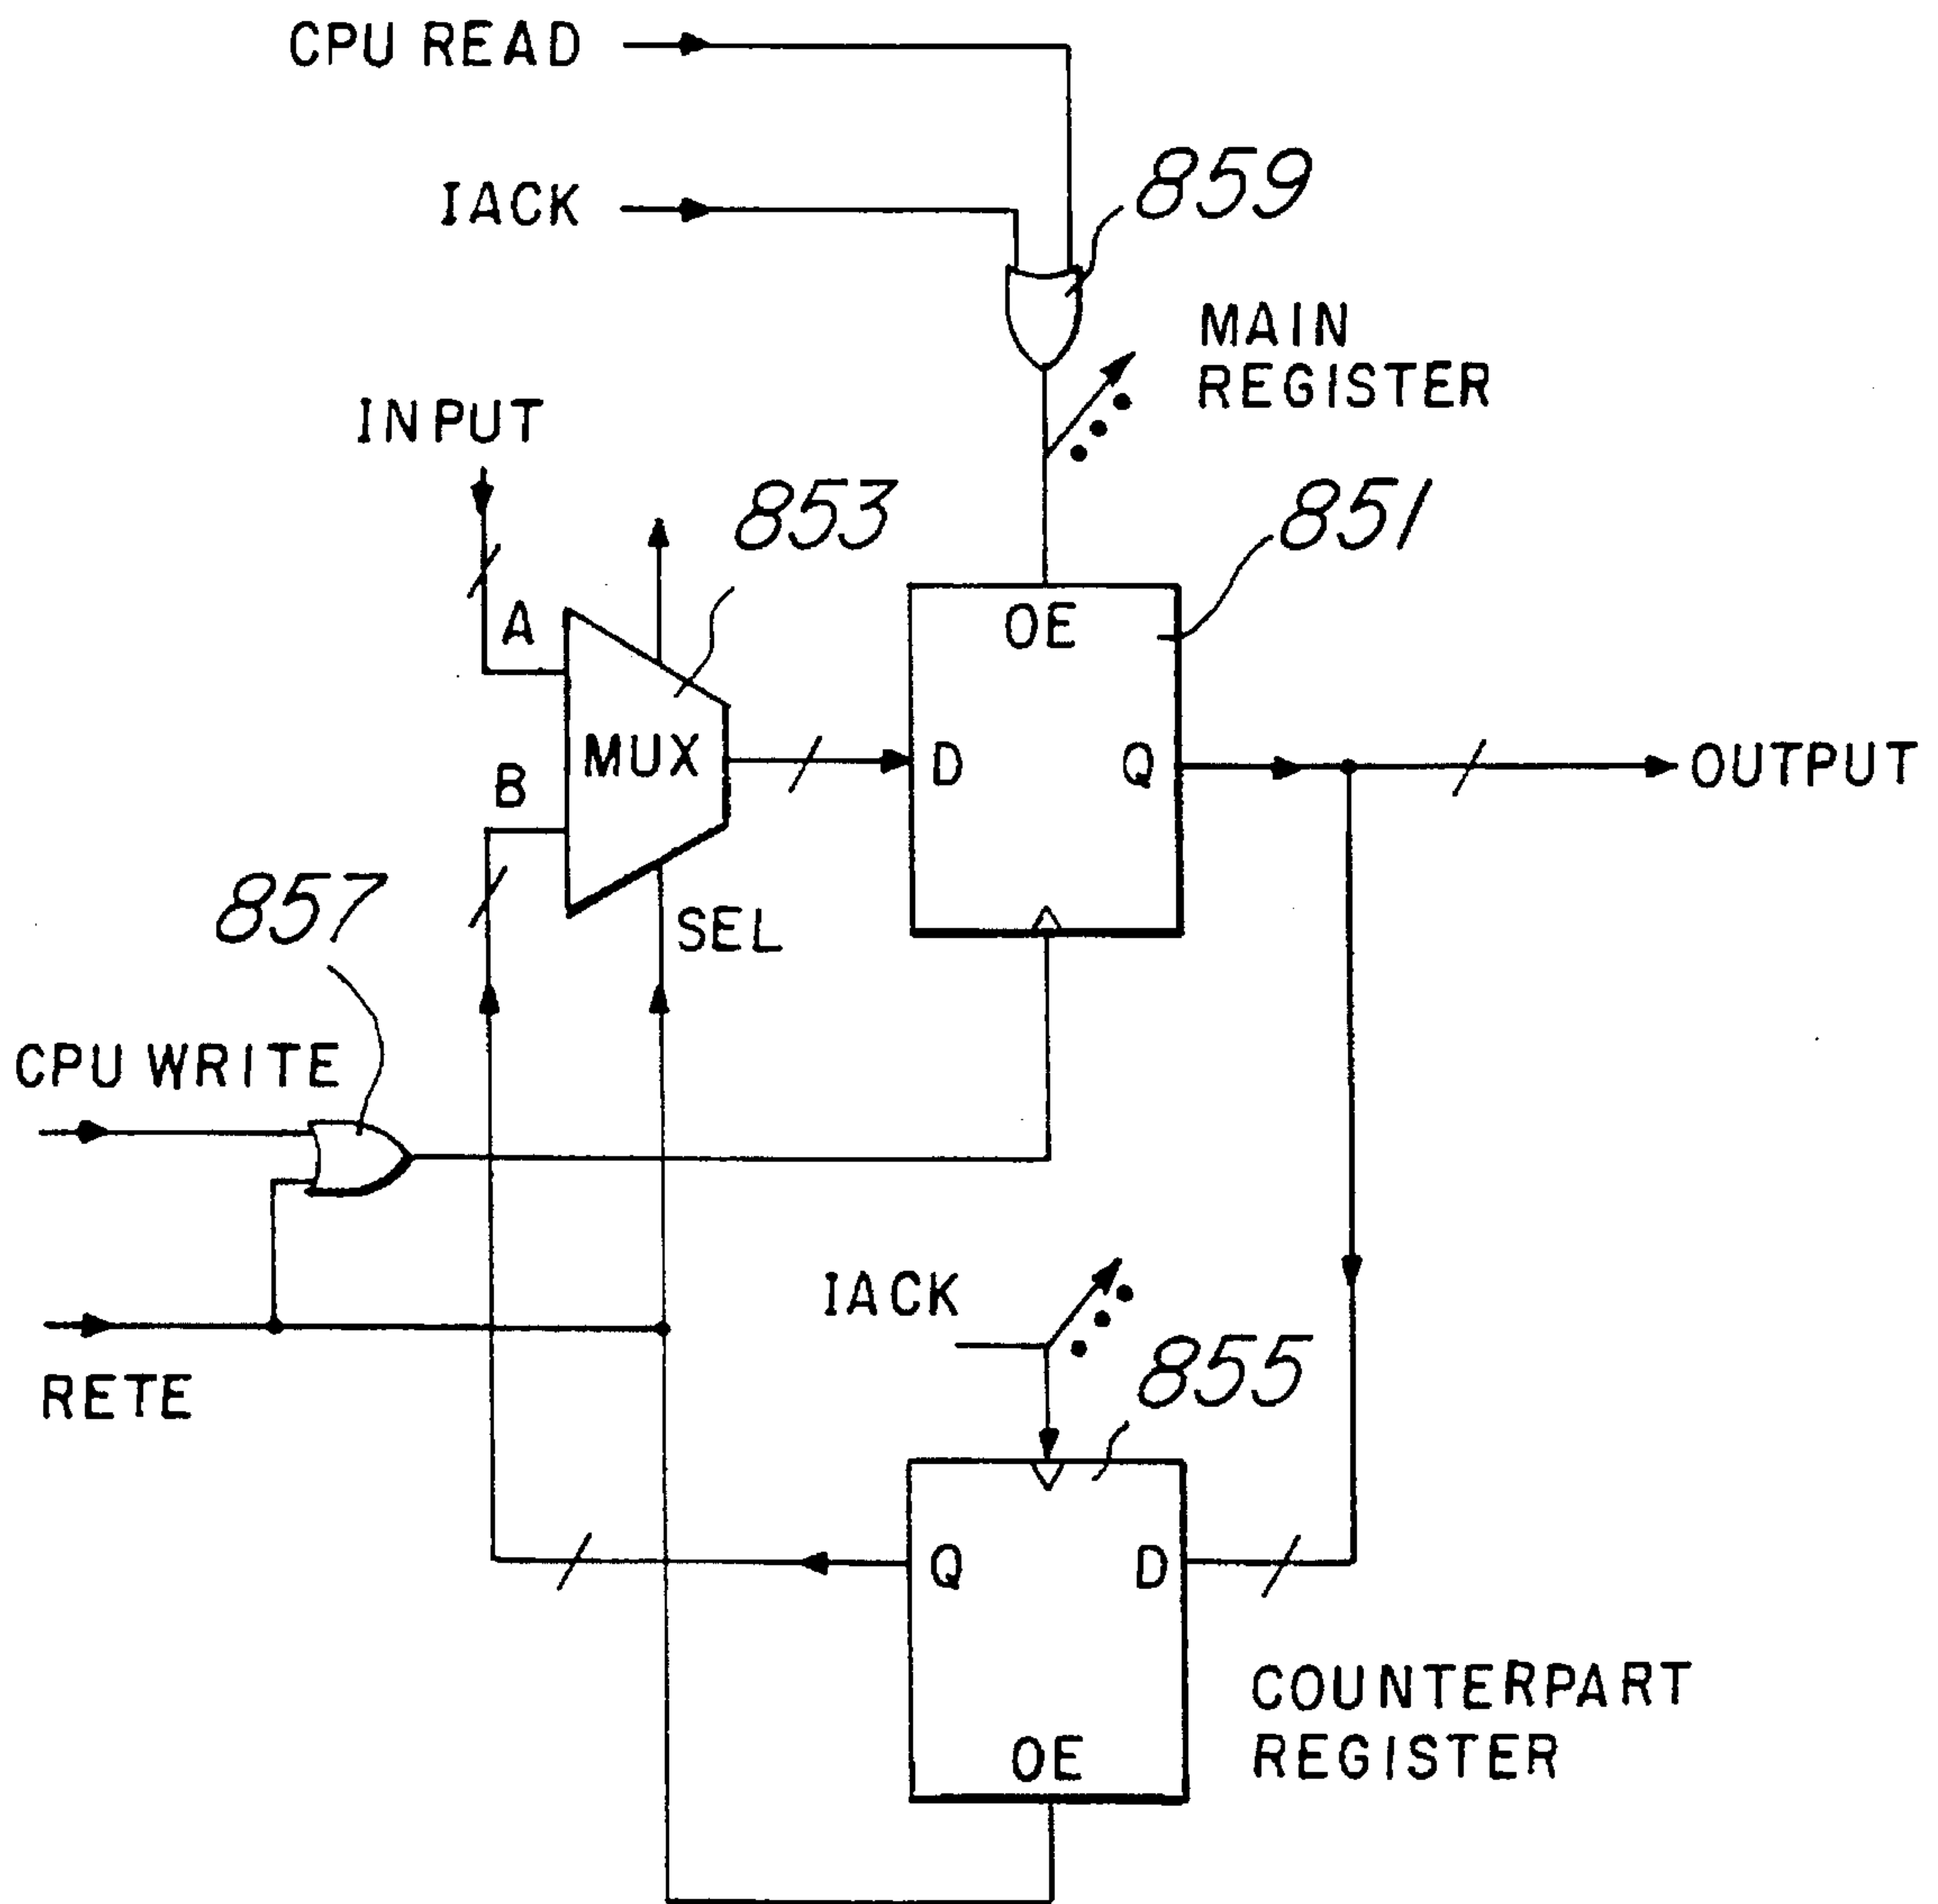 CPU READ
IACK
859
MAIN
REGISTER
INPUT
853
851
A
OE
MUX
D
Q
OUTPUT
B
857
SEL
CPU WRITE
IACK
855
RETE
Q
D
COUNTERPART
REGISTER
OE